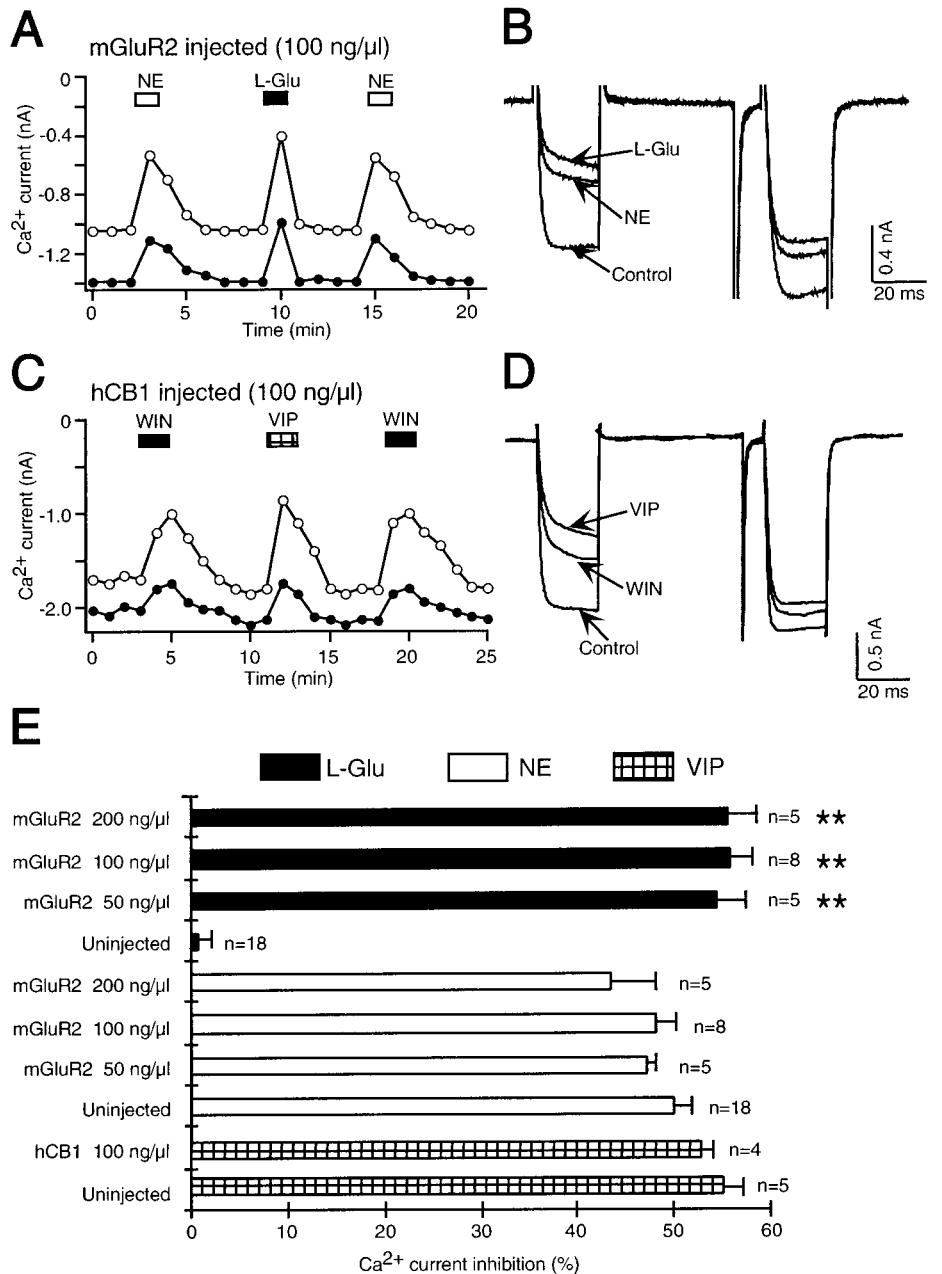 A
mGluR2 injected (100 ng/µl)
NE
L-Glu
NE
0
-0.4
-0.8
-1.2
Ca2+ current (nA)
0
5
10
15
20
Time (min)
B
L-Glu
NE
Control
0.4 nA
20 ms
C
hCB1 injected (100 ng/µl)
WIN
VIP
WIN
0
-1.0
-2.0
Ca2+ current (nA)
0
5
10
15
20
25
Time (min)
D
VIP
WIN
Control
0.5 nA
20 ms
E
L-Glu
NE
VIP
mGluR2 200 ng/µl n=5 **
mGluR2 100 ng/µl n=8 **
mGluR2 50 ng/µl n=5 **
Uninjected n=18
mGluR2 200 ng/µl n=5
mGluR2 100 ng/µl n=8
mGluR2 50 ng/µl n=5
Uninjected n=18
hCB1 100 ng/µl n=4
Uninjected n=5
0 10 20 30 40 50 60
Ca2+ current inhibition (%)